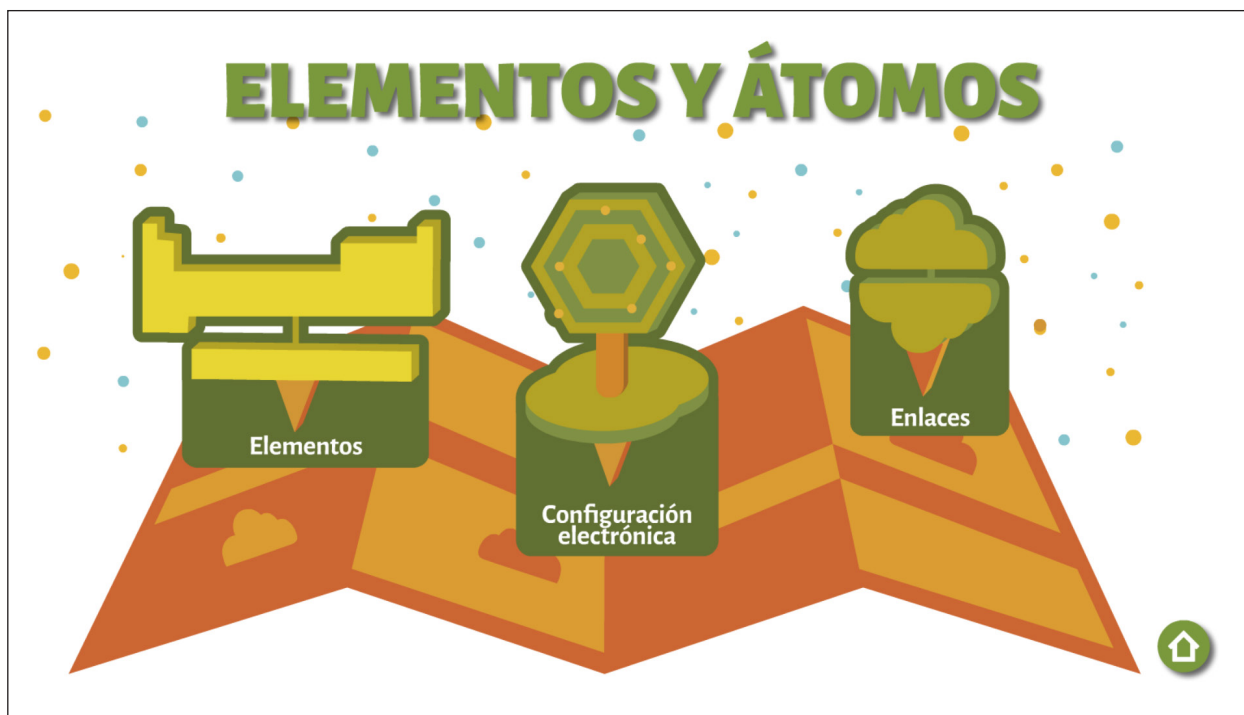 ELEMENTOS Y ÁTOMOS
Elementos
Configuración
electrónica
Enlaces